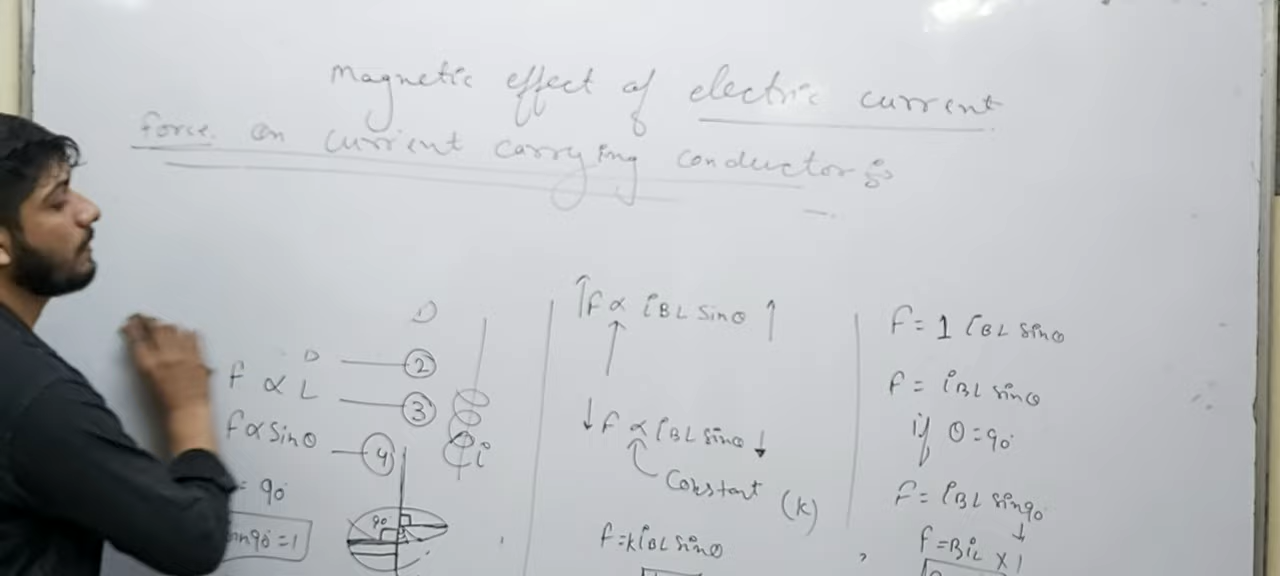 magnetic effect of electric current
force on current carrying conductor :
D
D ②
F ∝ L ③
F ∝ sinθ ④
i
= 90
90
sin90 = 1
↑F ∝ iBL sinθ ↑
↓F ∝ iBL sinθ ↓
Constant (K)
F = KiBL sinθ
F = 1 iBL sinθ
F = iBL sinθ
if θ = 90°
F = iBL sin90
F = BiL × 1